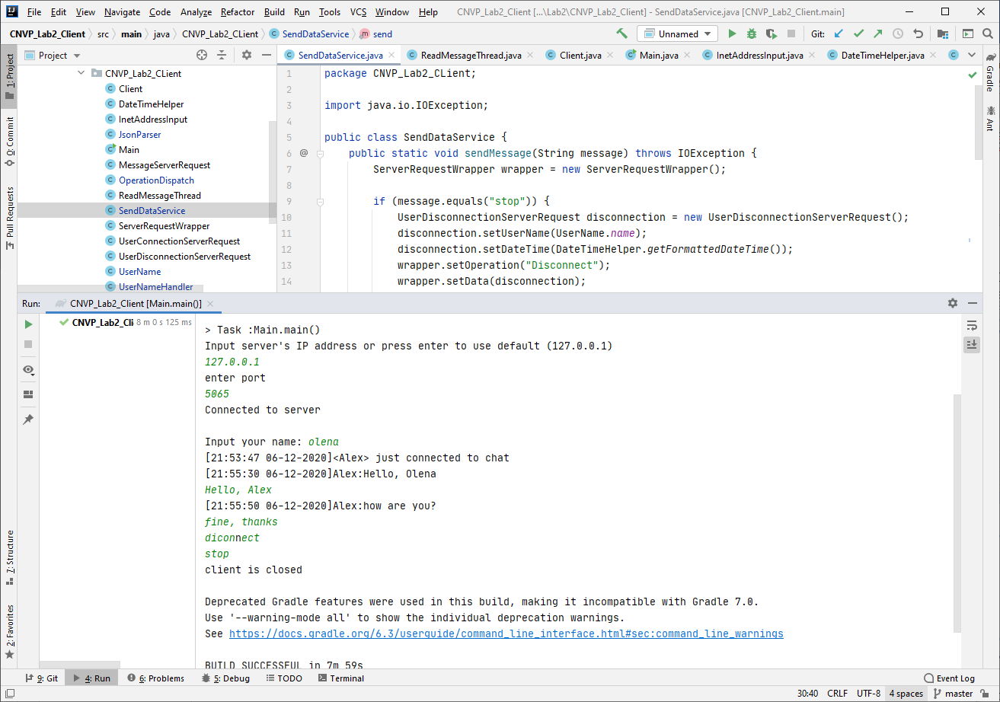 File Edit View Navigate Code Analyze Refactor Build Run Tools VCS Window Help CNVP_Lab2_Client [...\Lab2\CNVP_Lab2_Client] - SendDataService.java [CNVP_Lab2_Client.main]
CNVP_Lab2_Client src main java CNVP_Lab2_CLient SendDataService send Unnamed Git:
Project SendDataService.java ReadMessageThread.java Client.java Main.java InetAddressInput.java DateTimeHelper.java
1: Project
0: Commit
Pull Requests
7: Structure
2: Favorites
CNVP_Lab2_CLient
Client
DateTimeHelper
InetAddressInput
JsonParser
Main
MessageServerRequest
OperationDispatch
ReadMessageThread
SendDataService
ServerRequestWrapper
UserConnectionServerRequest
UserDisconnectionServerRequest
UserName
UserNameHandler
1 package CNVP_Lab2_CLient;
2
3 import java.io.IOException;
4
5 public class SendDataService {
6 @ public static void sendMessage(String message) throws IOException {
7 ServerRequestWrapper wrapper = new ServerRequestWrapper();
8
9 if (message.equals("stop")) {
10 UserDisconnectionServerRequest disconnection = new UserDisconnectionServerRequest();
11 disconnection.setUserName(UserName.name);
12 disconnection.setDateTime(DateTimeHelper.getFormattedDateTime());
13 wrapper.setOperation("Disconnect");
14 wrapper.setData(disconnection);
Gradle
Ant
Run: CNVP_Lab2_Client [Main.main()]
CNVP_Lab2_Cli 8 m 0 s 125 ms
> Task :Main.main()
Input server's IP address or press enter to use default (127.0.0.1)
127.0.0.1
enter port
5065
Connected to server
Input your name: olena
[21:53:47 06-12-2020]<Alex> just connected to chat
[21:55:30 06-12-2020]Alex:Hello, Olena
Hello, Alex
[21:55:50 06-12-2020]Alex:how are you?
fine, thanks
diconnect
stop
client is closed
Deprecated Gradle features were used in this build, making it incompatible with Gradle 7.0.
Use '--warning-mode all' to show the individual deprecation warnings.
See https://docs.gradle.org/6.3/userguide/command_line_interface.html#sec:command_line_warnings
BUILD SUCCESSFUL in 7m 59s
9: Git 4: Run 6: Problems 5: Debug TODO Terminal Event Log
30:40 CRLF UTF-8 4 spaces master